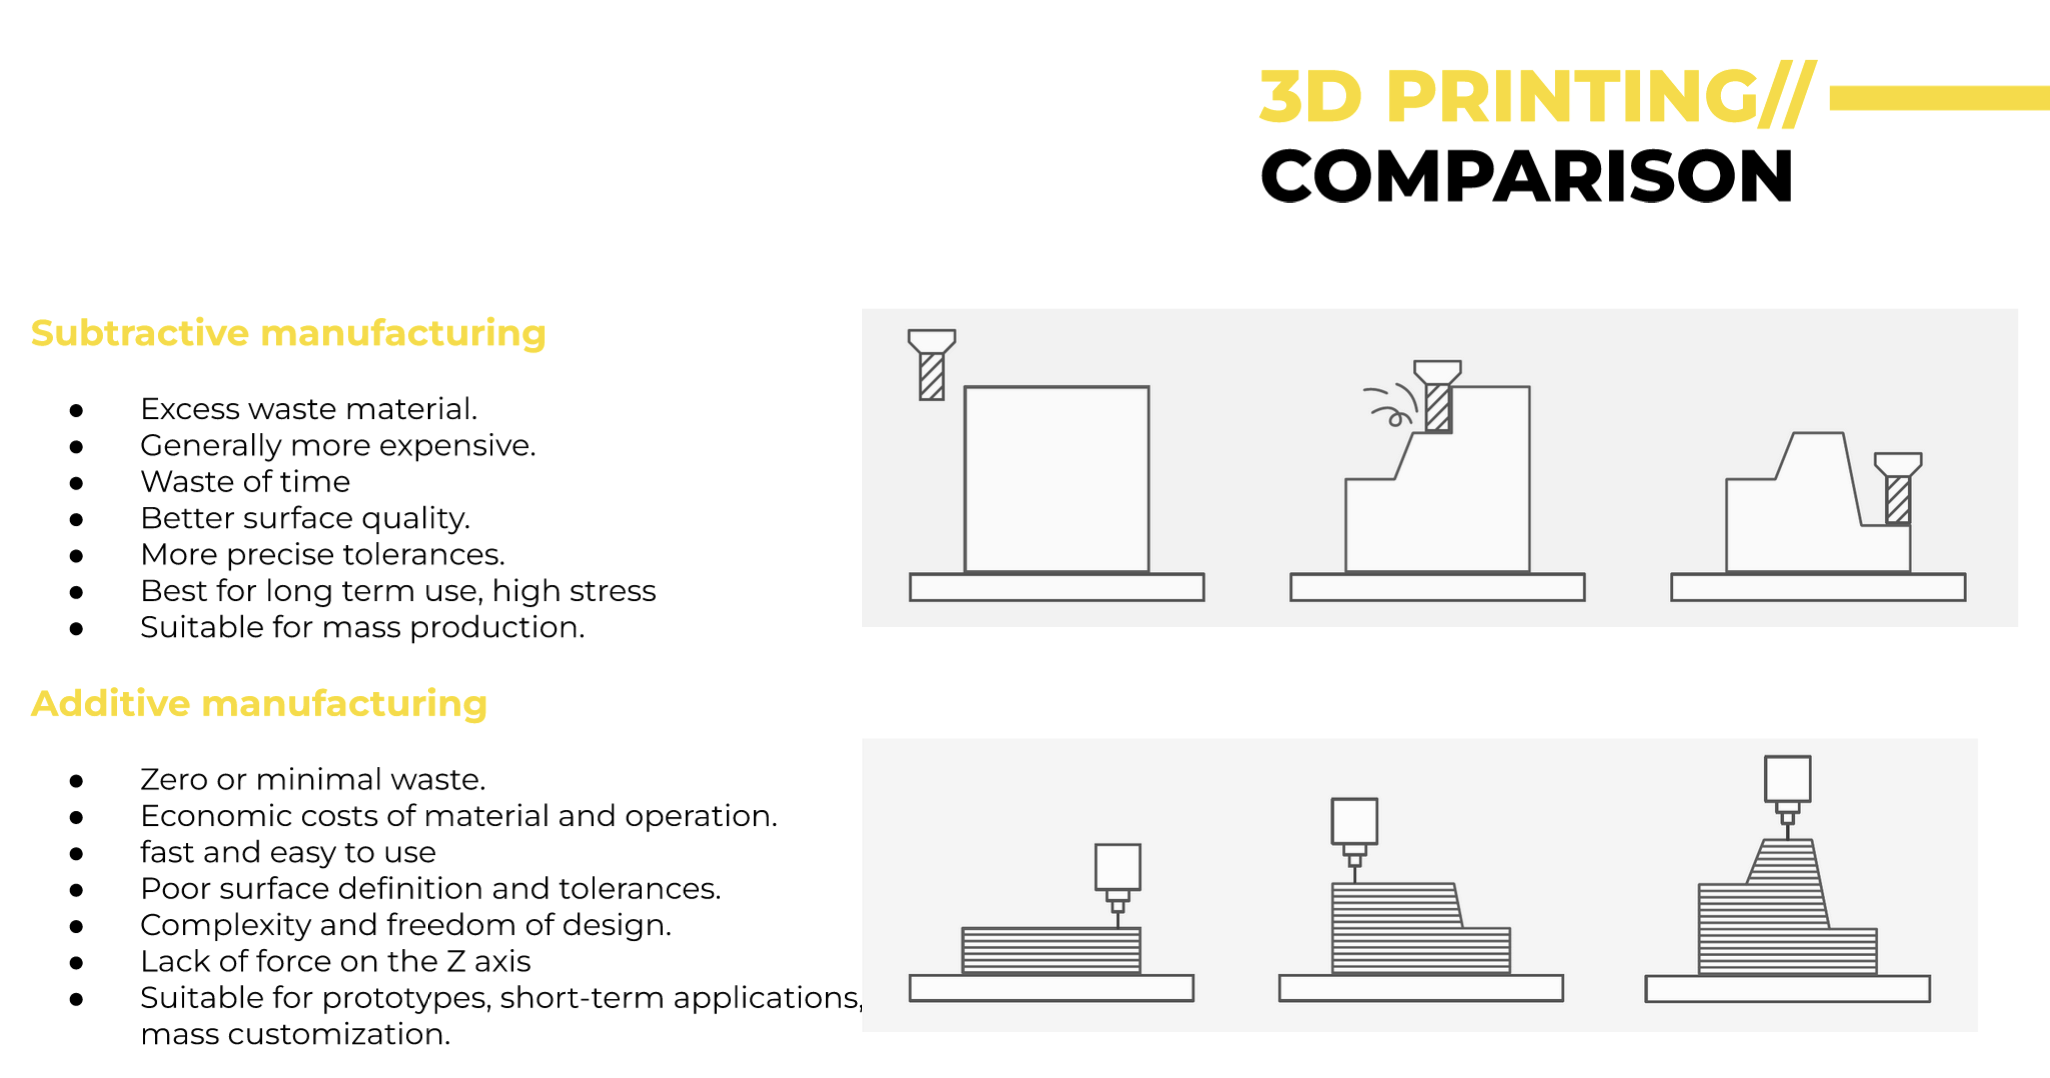 3D PRINTING//
COMPARISON
Subtractive manufacturing
● Excess waste material.
● Generally more expensive.
● Waste of time
● Better surface quality.
● More precise tolerances.
● Best for long term use, high stress
● Suitable for mass production.
Additive manufacturing
● Zero or minimal waste.
● Economic costs of material and operation.
● fast and easy to use
● Poor surface definition and tolerances.
● Complexity and freedom of design.
● Lack of force on the Z axis
● Suitable for prototypes, short-term applications,
mass customization.